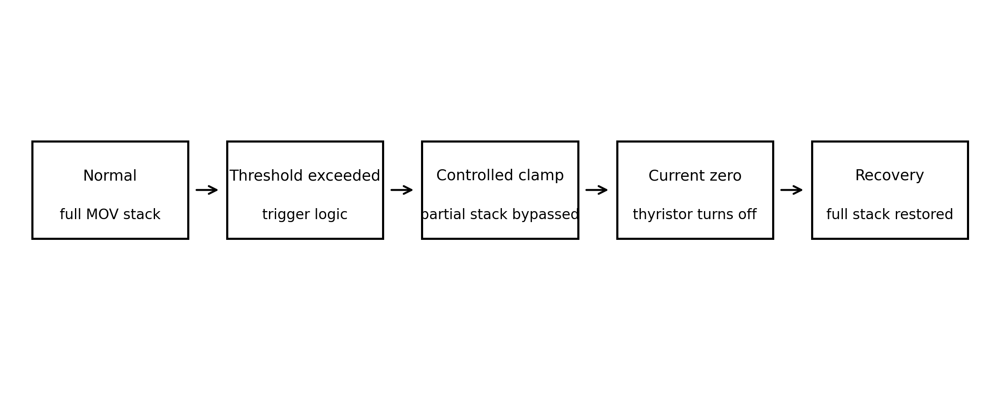 Normal
full MOV stack
Threshold exceeded
trigger logic
Controlled clamp
partial stack bypassed
Current zero
thyristor turns off
Recovery
full stack restored